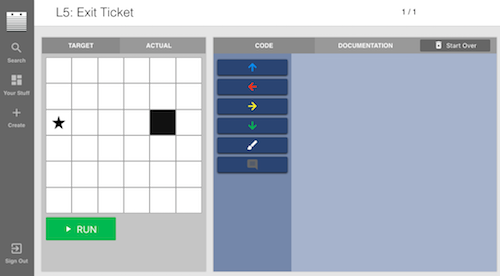 L5: Exit Ticket
1 / 1
Search
Your Stuff
Create
Sign Out
TARGET
ACTUAL
RUN
CODE
DOCUMENTATION
Start Over